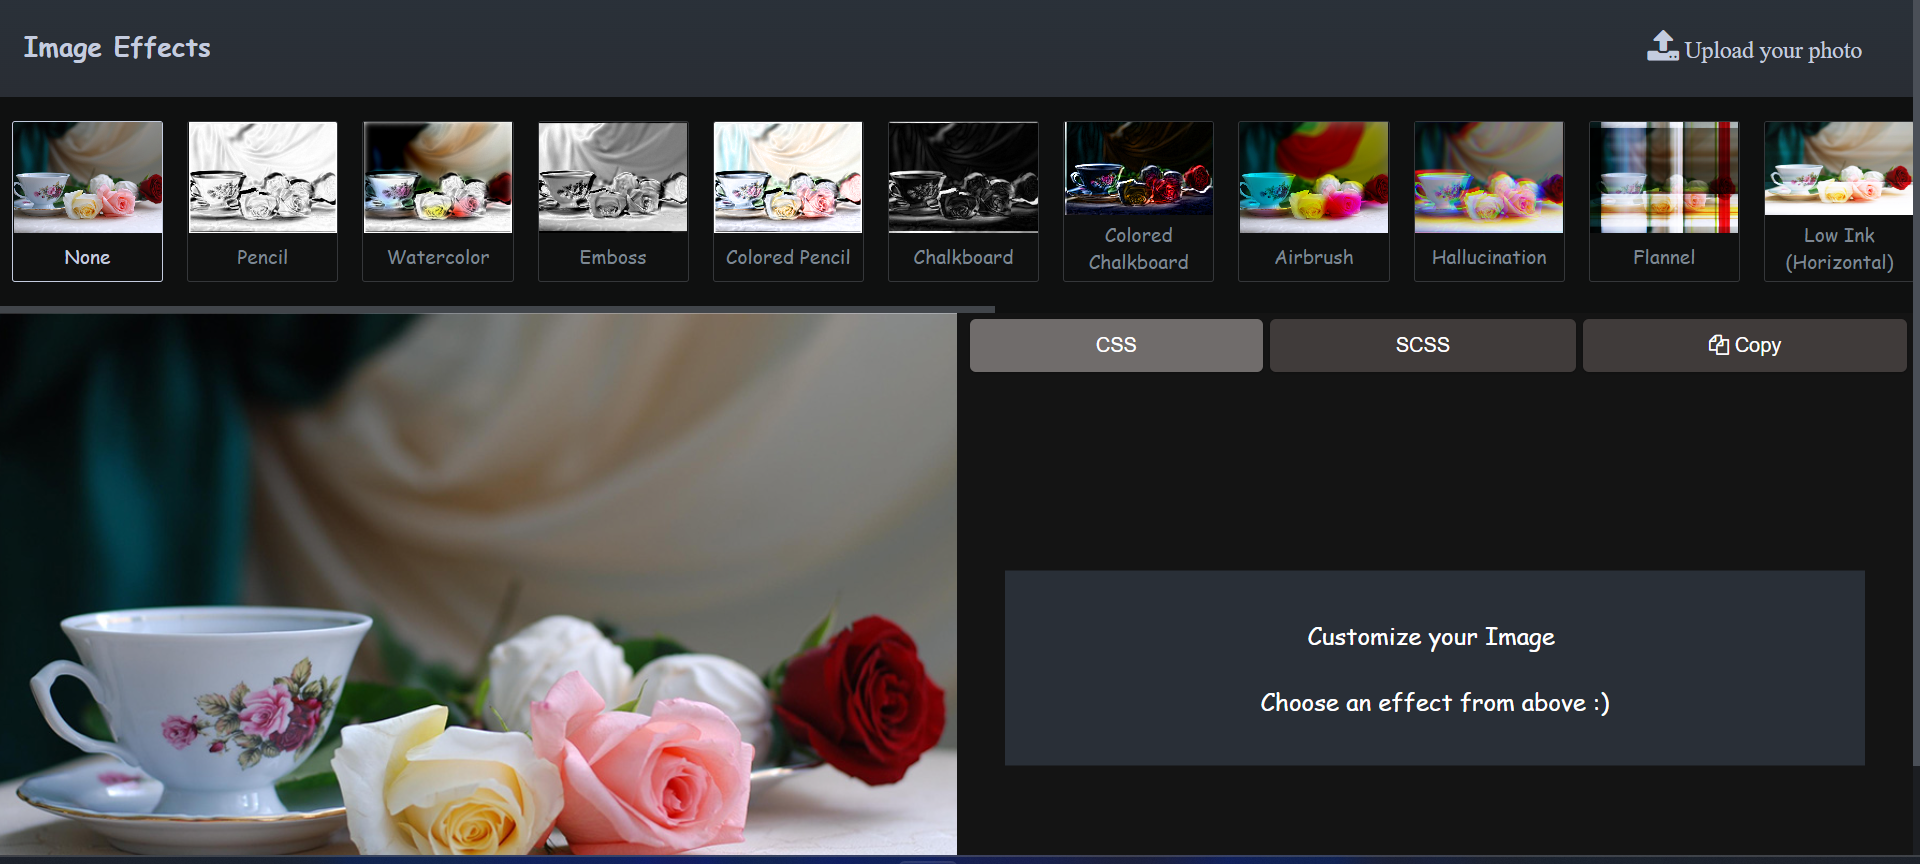 Image Effects
Upload your photo
None
Pencil
Watercolor
Emboss
Colored Pencil
Chalkboard
Colored
Chalkboard
Airbrush
Hallucination
Flannel
Low Ink
(Horizontal)
CSS
SCSS
Copy
Customize your Image
Choose an effect from above :)